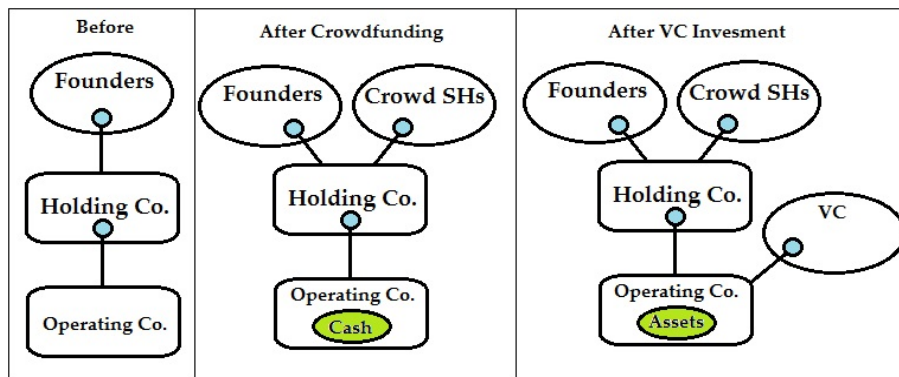 Before
Founders
Holding Co.
Operating Co.
After Crowdfunding
Founders
Crowd SHs
Holding Co.
Operating Co.
Cash
After VC Invesment
Founders
Crowd SHs
Holding Co.
VC
Operating Co.
Assets